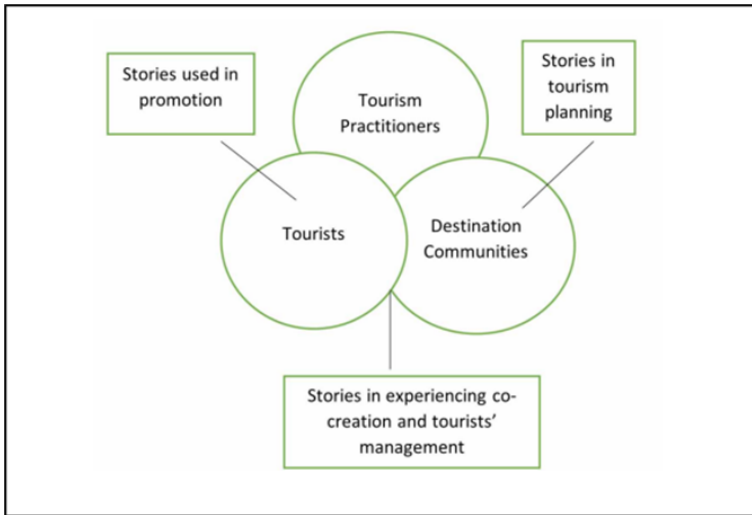 Stories used in
promotion
Tourism
Practitioners
Stories in
tourism
planning
Tourists
Destination
Communities
Stories in experiencing co-
creation and tourists’
management